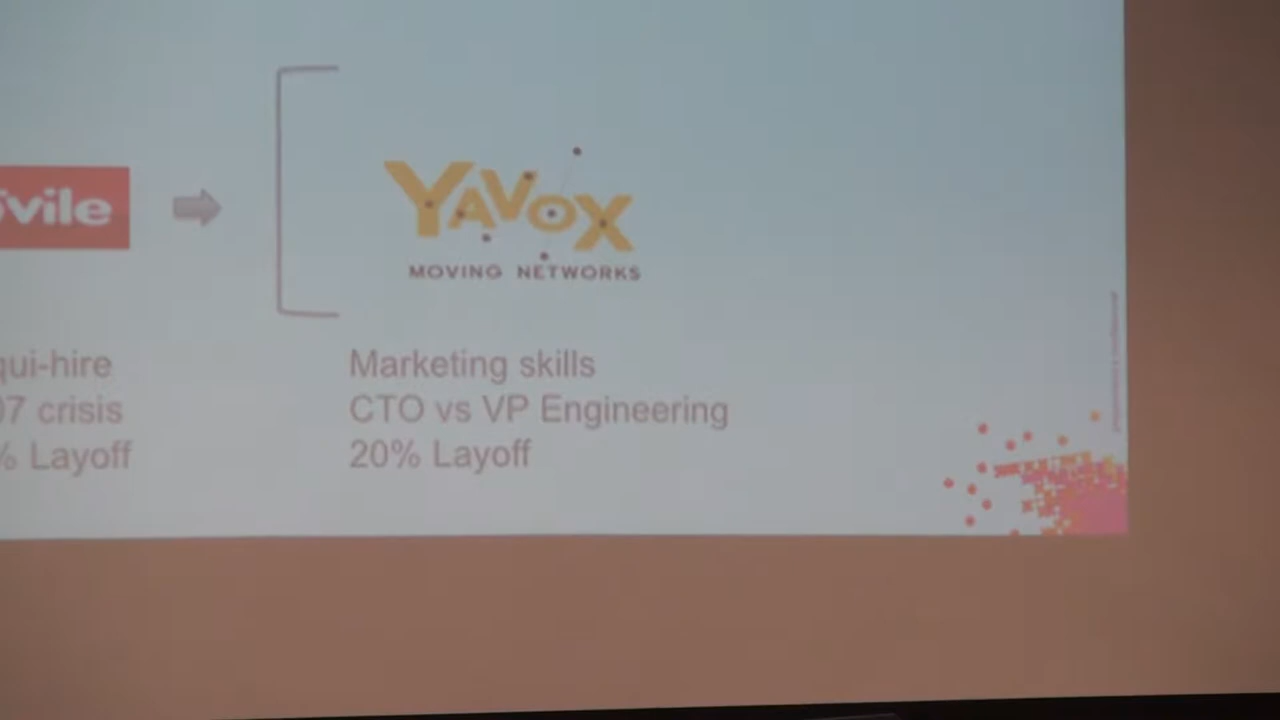 vile
YAVOX
MOVING NETWORKS
qui-hire
07 crisis
% Layoff
Marketing skills
CTO vs VP Engineering
20% Layoff